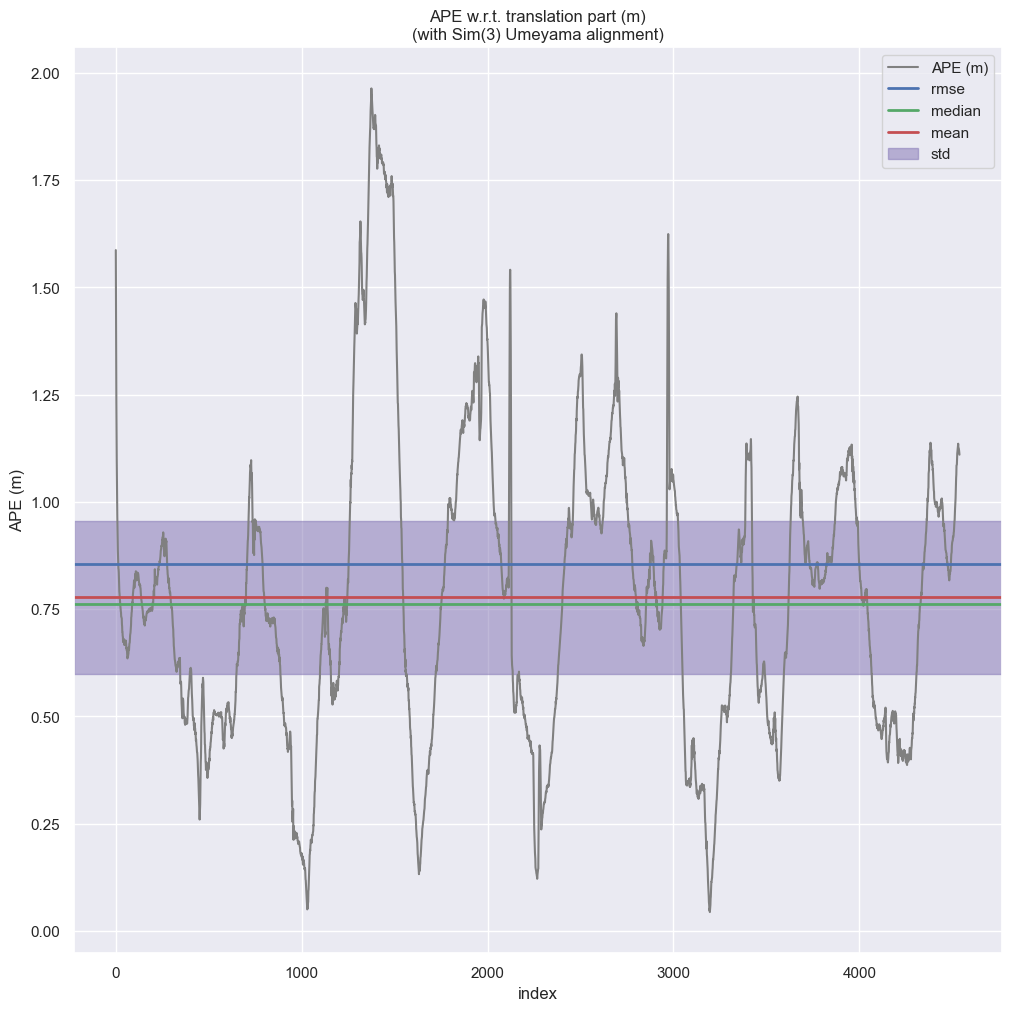 APE w.r.t. translation part (m)
(with Sim(3) Umeyama alignment)
APE (m)
rmse
median
mean
std
2.00
1.75
1.50
1.25
1.00
0.75
0.50
0.25
0.00
APE (m)
0
1000
2000
3000
4000
index